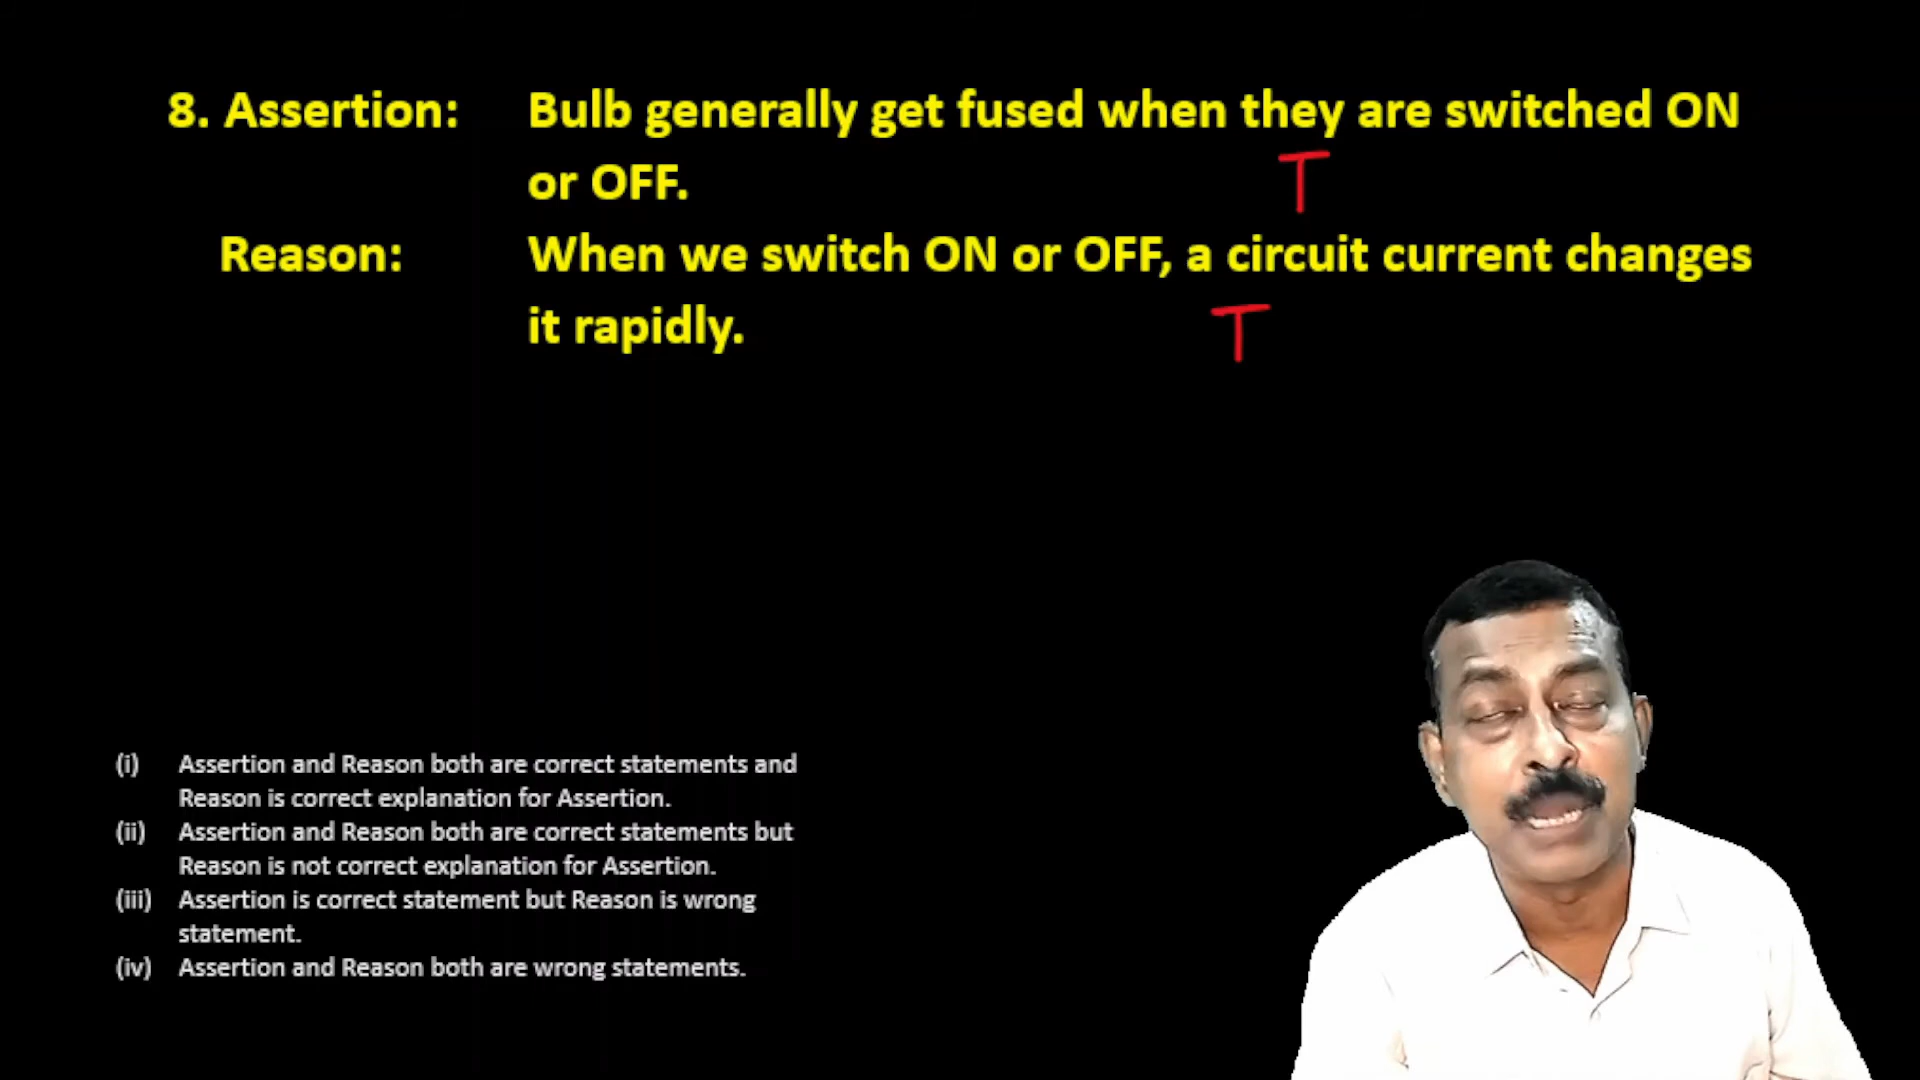 8. Assertion: Bulb generally get fused when they are switched ON
or OFF.
T
Reason: When we switch ON or OFF, a circuit current changes
it rapidly.
T
(i) Assertion and Reason both are correct statements and
Reason is correct explanation for Assertion.
(ii) Assertion and Reason both are correct statements but
Reason is not correct explanation for Assertion.
(iii) Assertion is correct statement but Reason is wrong
statement.
(iv) Assertion and Reason both are wrong statements.